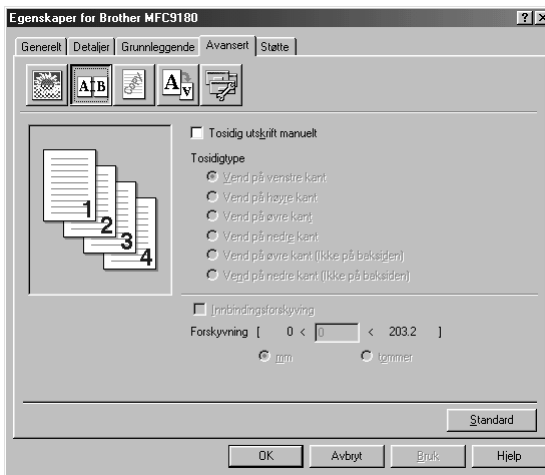 Egenskaper for Brother MFC9180
Generelt Detaljer Grunnleggende Avansert Støtte
A B Copy A A
1
2
3
4
Tosidig utskrift manuelt
Tosidigtype
Vend på venstre kant
Vend på høyre kant
Vend på øvre kant
Vend på nedre kant
Vend på øvre kant (Ikke på baksiden)
Vend på nedre kant (Ikke på baksiden)
Innbindingsforskyving
Forskyvning [ 0 < 0 < 203.2 ]
mm tommer
Standard
OK Avbryt Bruk Hjelp